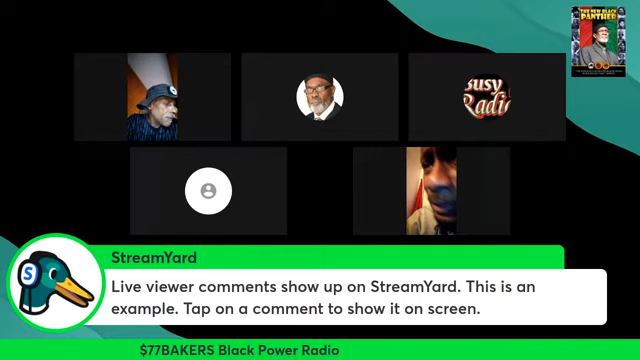 THE NEW BLACK
PANTHER
Busy
Radio
S
StreamYard
Live viewer comments show up on StreamYard. This is an
example. Tap on a comment to show it on screen.
$77BAKERS Black Power Radio